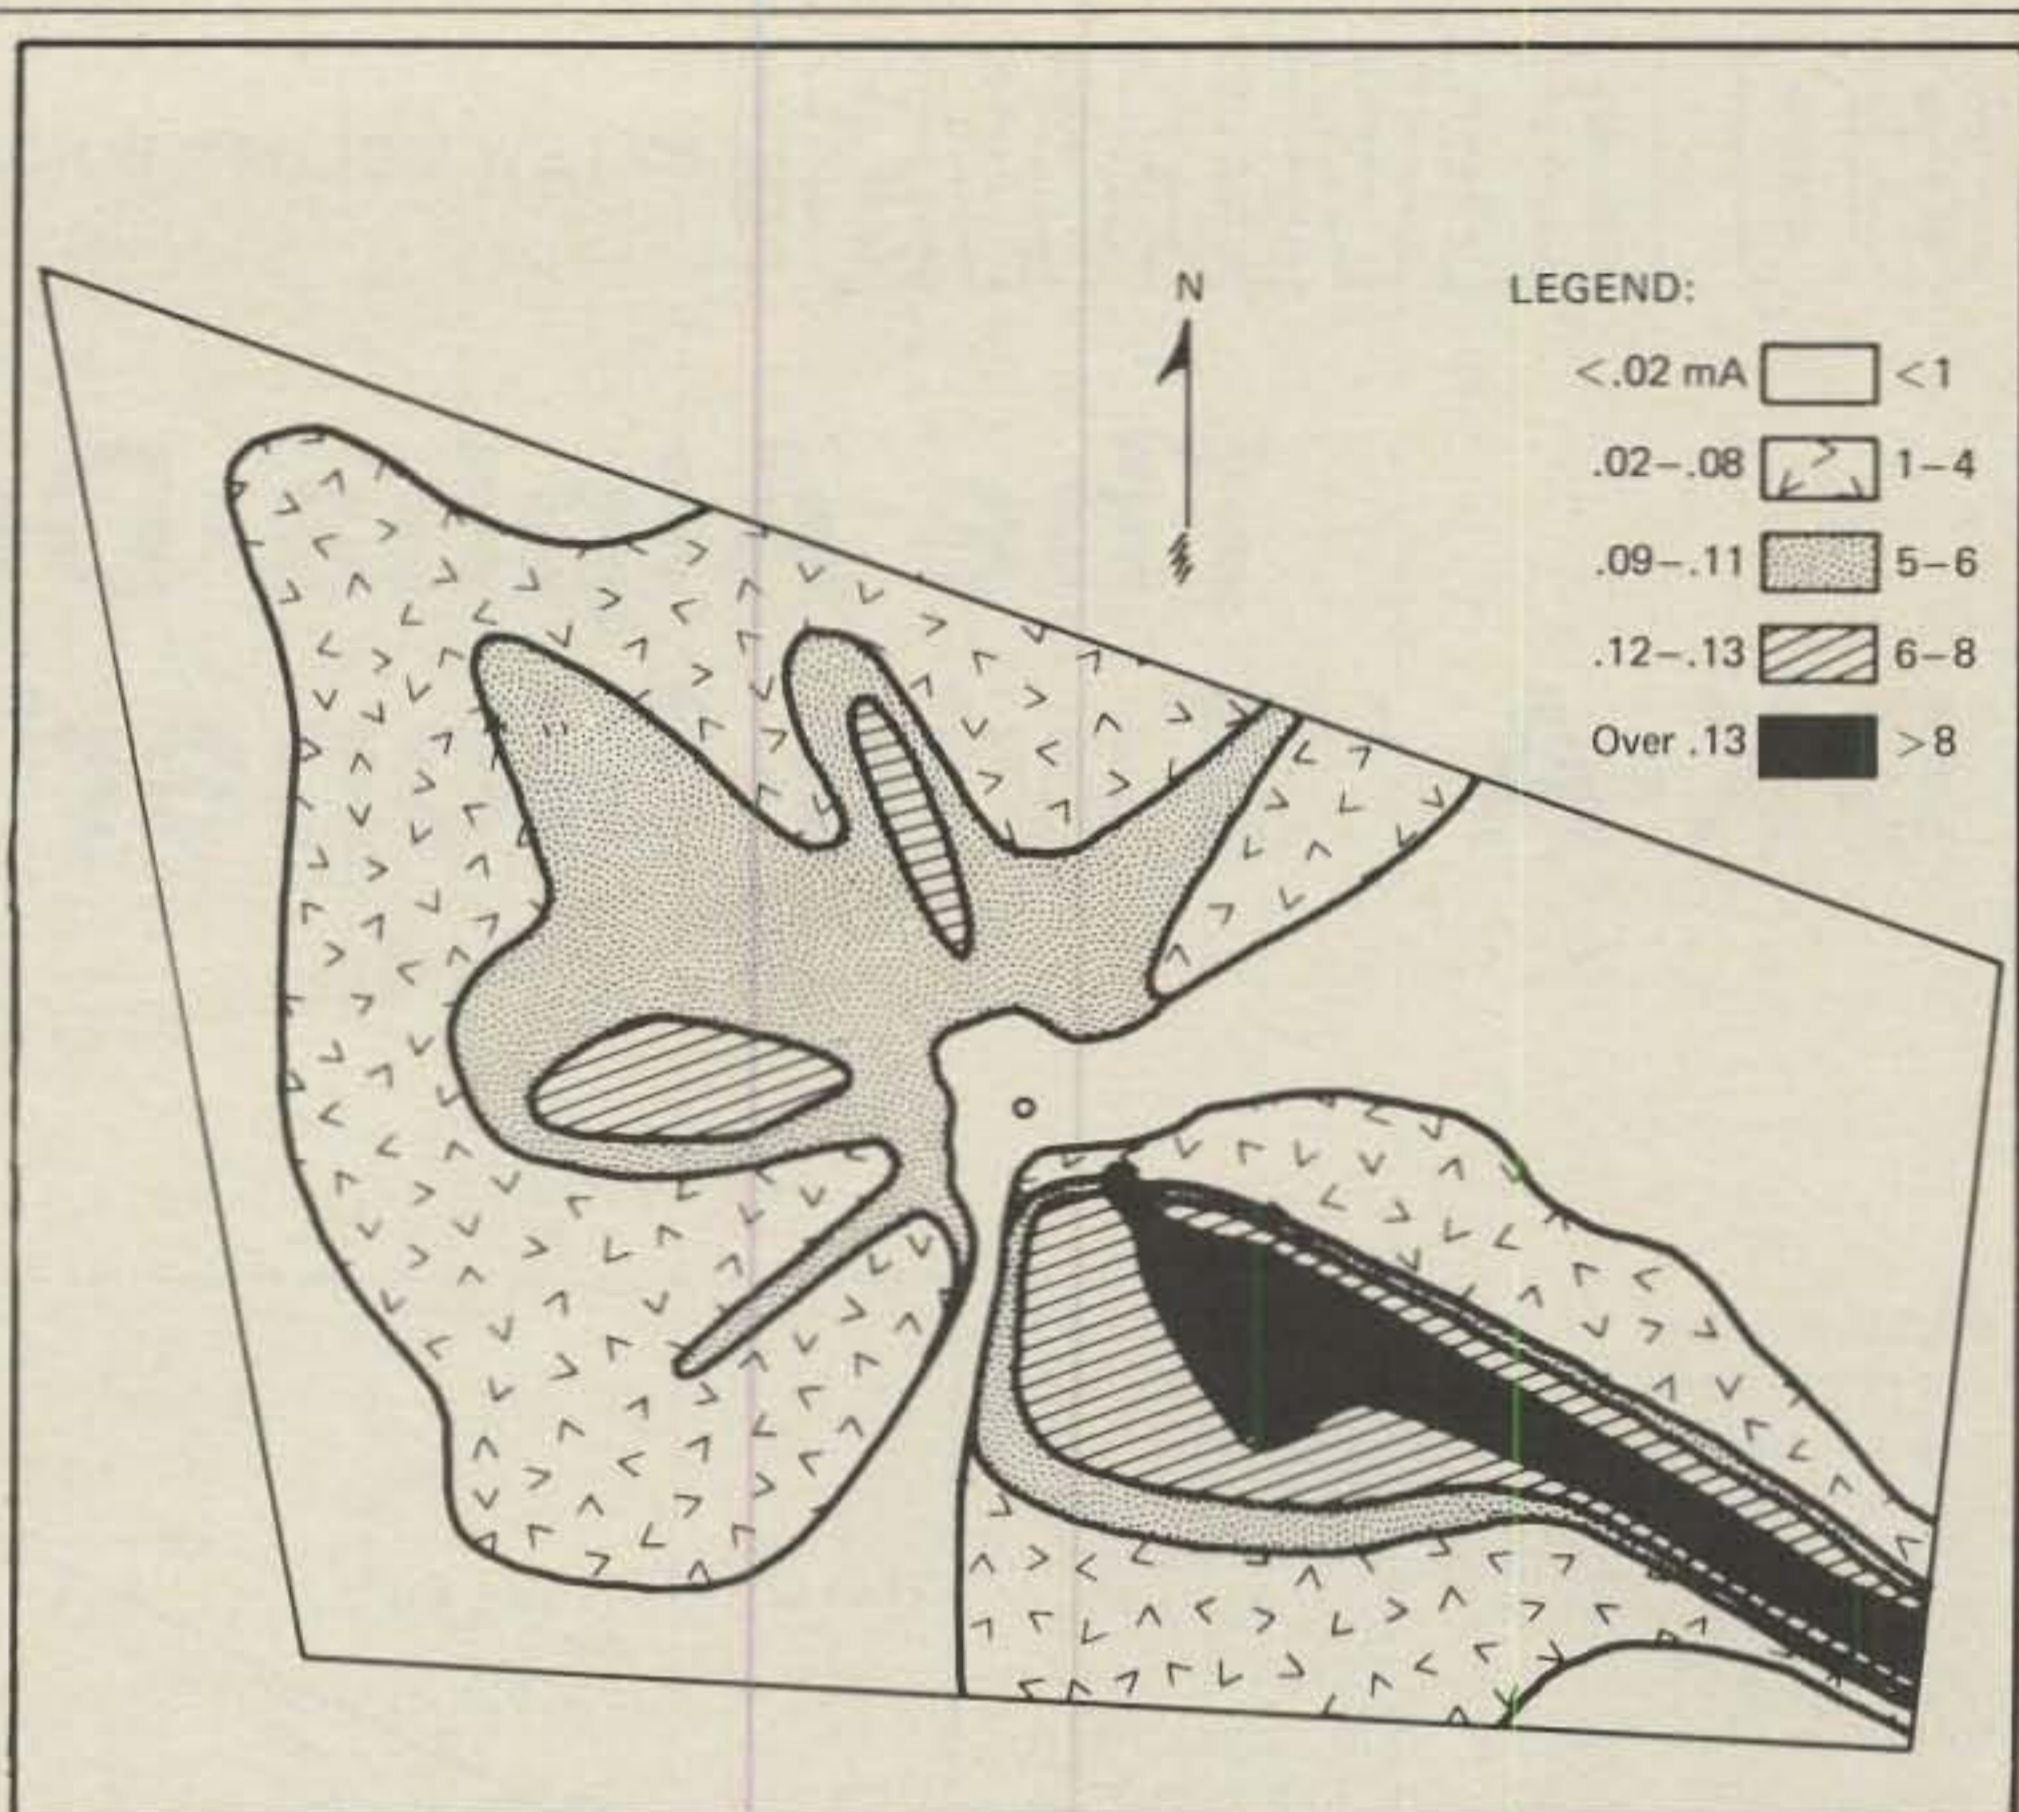 N
LEGEND:
<.02 mA <1
.02–.08 1–4
.09–.11 5–6
.12–.13 6–8
Over .13 >8